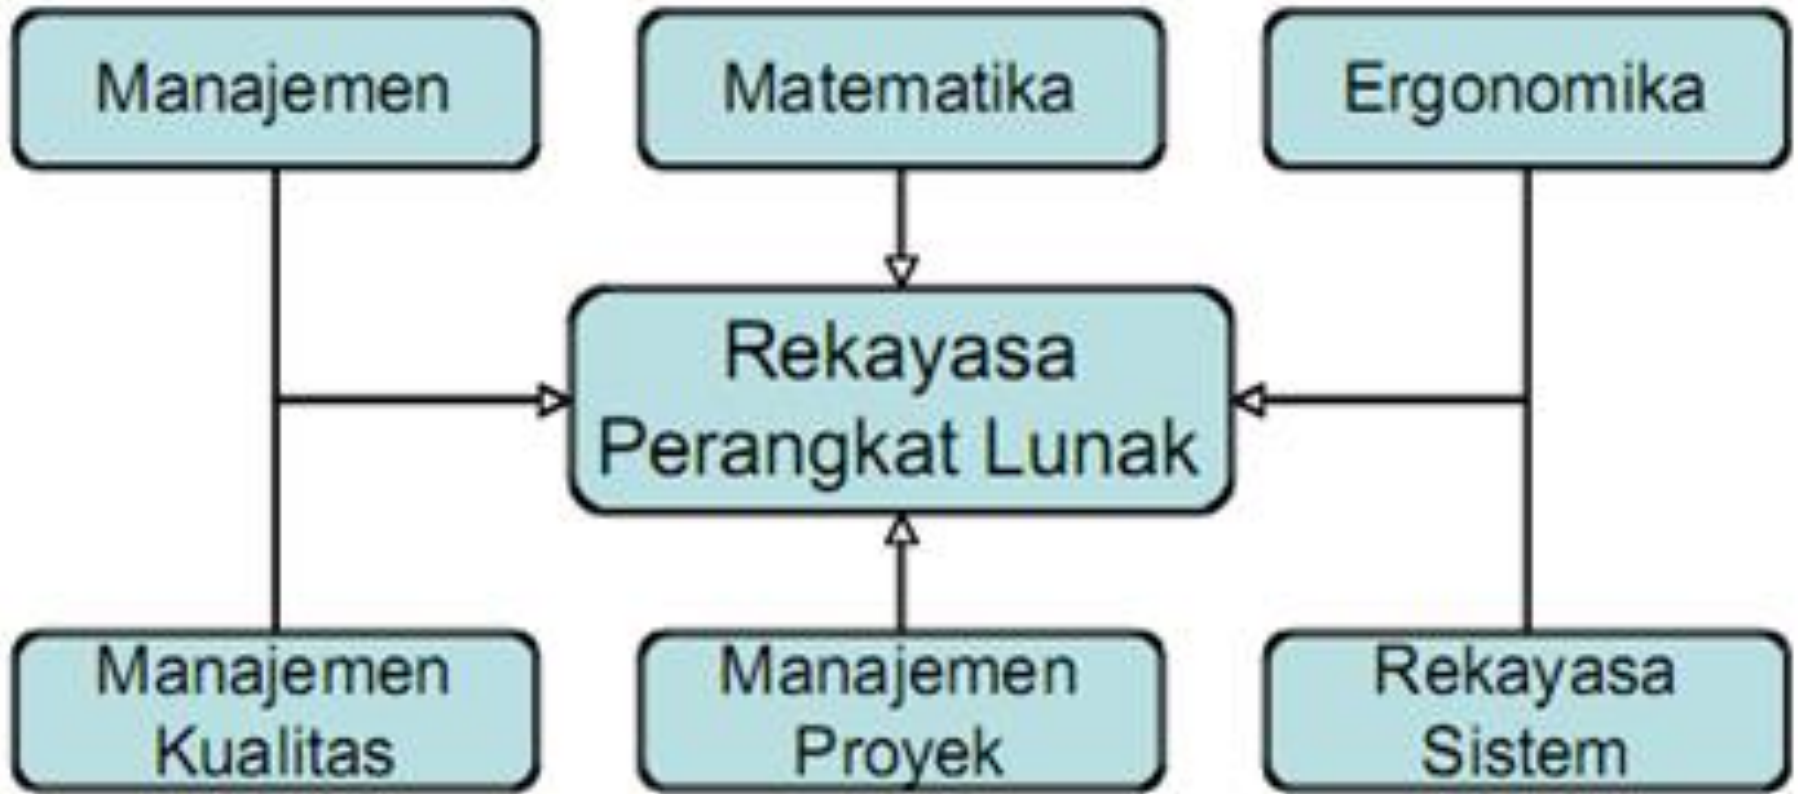 Manajemen
Matematika
Ergonomika
Rekayasa
Perangkat Lunak
Manajemen
Kualitas
Manajemen
Proyek
Rekayasa
Sistem